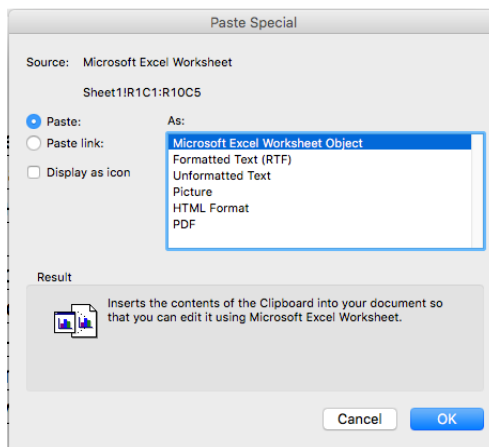 Paste Special
Source: Microsoft Excel Worksheet
Sheet1!R1C1:R10C5
Paste:
Paste link:
Display as icon
As:
Microsoft Excel Worksheet Object
Formatted Text (RTF)
Unformatted Text
Picture
HTML Format
PDF
Result
Inserts the contents of the Clipboard into your document so
that you can edit it using Microsoft Excel Worksheet.
Cancel
OK